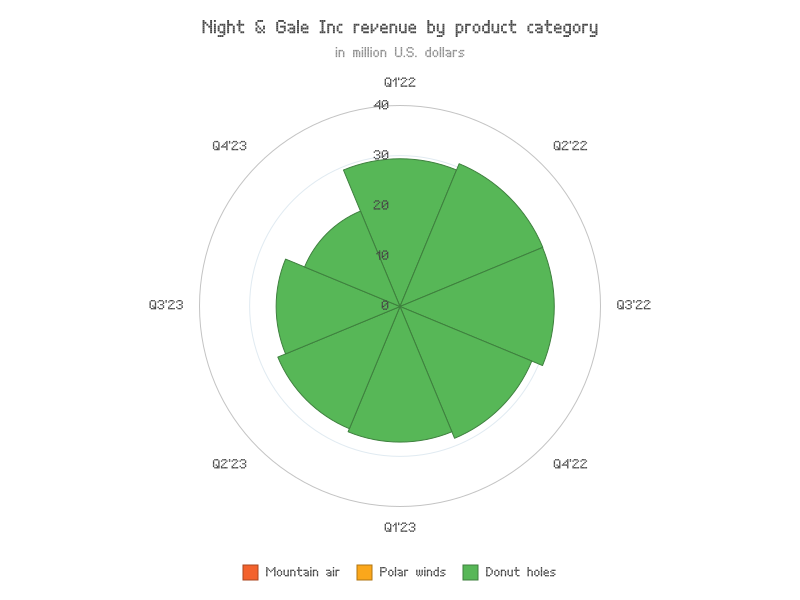 Night & Gale Inc revenue by product category
in million U.S. dollars
Q1'22
Q2'22
Q3'22
Q4'22
Q1'23
Q2'23
Q3'23
Q4'23
40
30
20
10
0
Mountain air
Polar winds
Donut holes